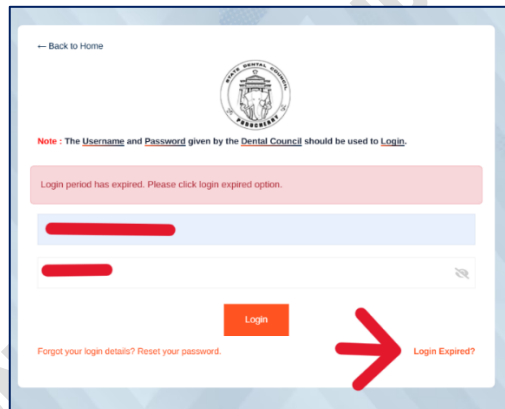 ← Back to Home
STATE DENTAL COUNCIL
PUDUCHERRY
Note : The Username and Password given by the Dental Council should be used to Login.
Login period has expired. Please click login expired option.
Login
Forgot your login details? Reset your password.
Login Expired?